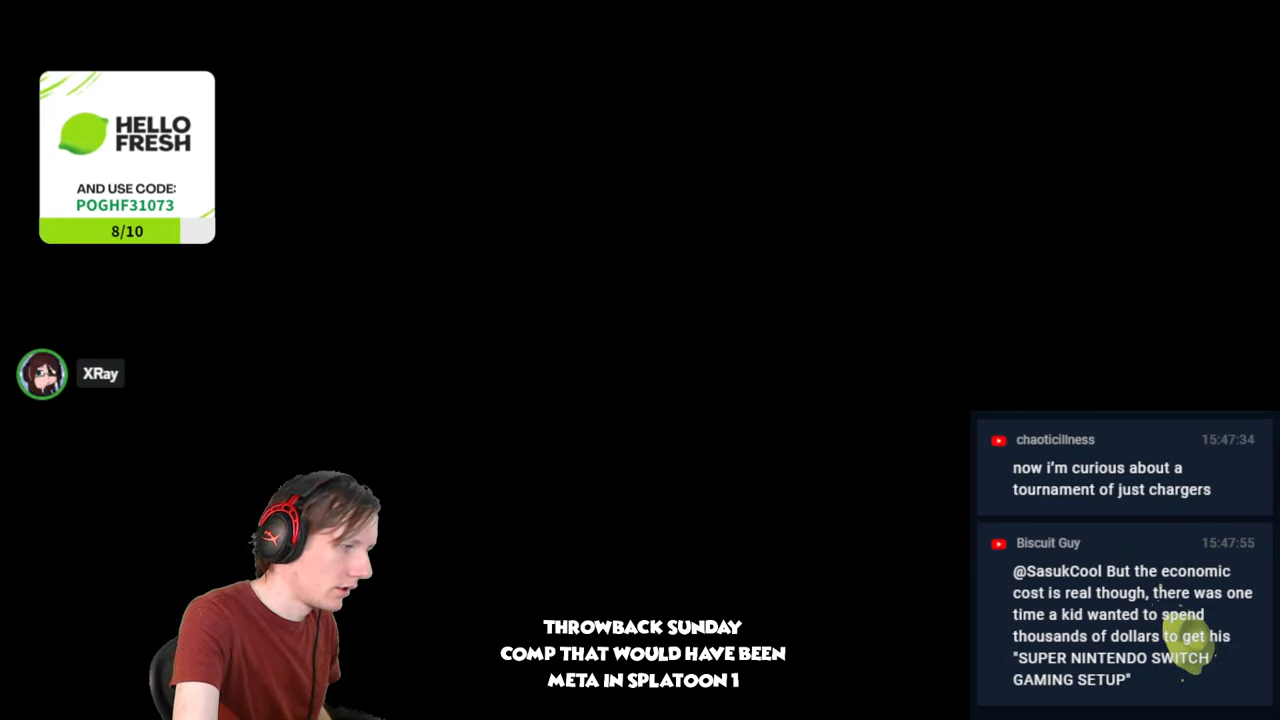 HELLO
FRESH
AND USE CODE:
POGHF31073
8/10
XRay
chaoticillness 15:47:34
now i'm curious about a
tournament of just chargers
Biscuit Guy 15:47:55
@SasukCool But the economic
cost is real though, there was one
time a kid wanted to spend
thousands of dollars to get his
"SUPER NINTENDO SWITCH
GAMING SETUP"
THROWBACK SUNDAY
COMP THAT WOULD HAVE BEEN
META IN SPLATOON 1